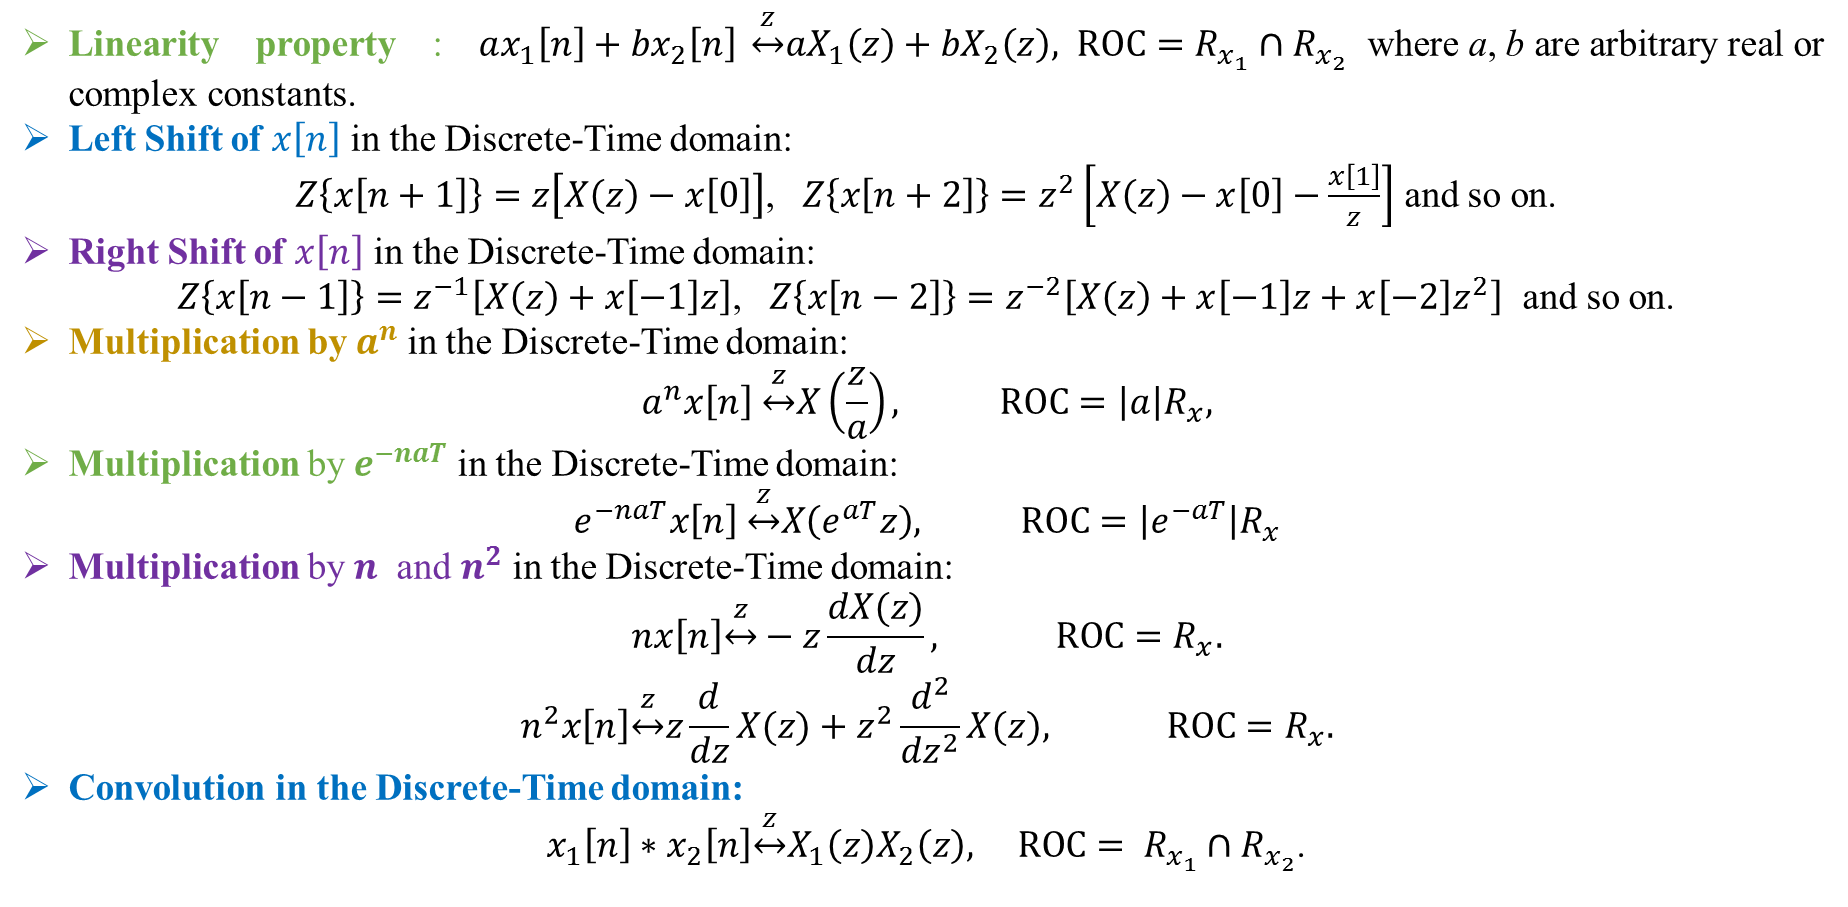 ➢ Linearity property : ax₁[n] + bx₂[n] ↔ᶻ aX₁(z) + bX₂(z), ROC = Rₓ₁ ∩ Rₓ₂ where a, b are arbitrary real or
complex constants.
➢ Left Shift of x[n] in the Discrete-Time domain:
Z{x[n + 1]} = z[X(z) − x[0]], Z{x[n + 2]} = z² [X(z) − x[0] − x[1]/z] and so on.
➢ Right Shift of x[n] in the Discrete-Time domain:
Z{x[n − 1]} = z⁻¹[X(z) + x[−1]z], Z{x[n − 2]} = z⁻²[X(z) + x[−1]z + x[−2]z²] and so on.
➢ Multiplication by aⁿ in the Discrete-Time domain:
aⁿx[n] ↔ᶻ X(z/a), ROC = |a|Rₓ,
➢ Multiplication by e^{−naT} in the Discrete-Time domain:
e^{−naT}x[n] ↔ᶻ X(e^{aT}z), ROC = |e^{−aT}|Rₓ
➢ Multiplication by n and n² in the Discrete-Time domain:
nx[n] ↔ᶻ − z dX(z)/dz, ROC = Rₓ.
n²x[n] ↔ᶻ z d/dz X(z) + z² d²/dz² X(z), ROC = Rₓ.
➢ Convolution in the Discrete-Time domain:
x₁[n] ∗ x₂[n] ↔ᶻ X₁(z)X₂(z), ROC = Rₓ₁ ∩ Rₓ₂.